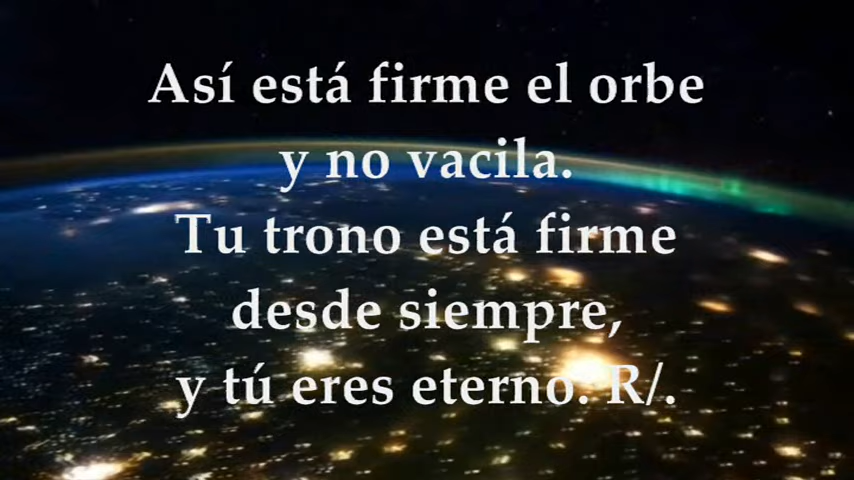 Así está firme el orbe
y no vacila.
Tu trono está firme
desde siempre,
y tú eres eterno. R/.